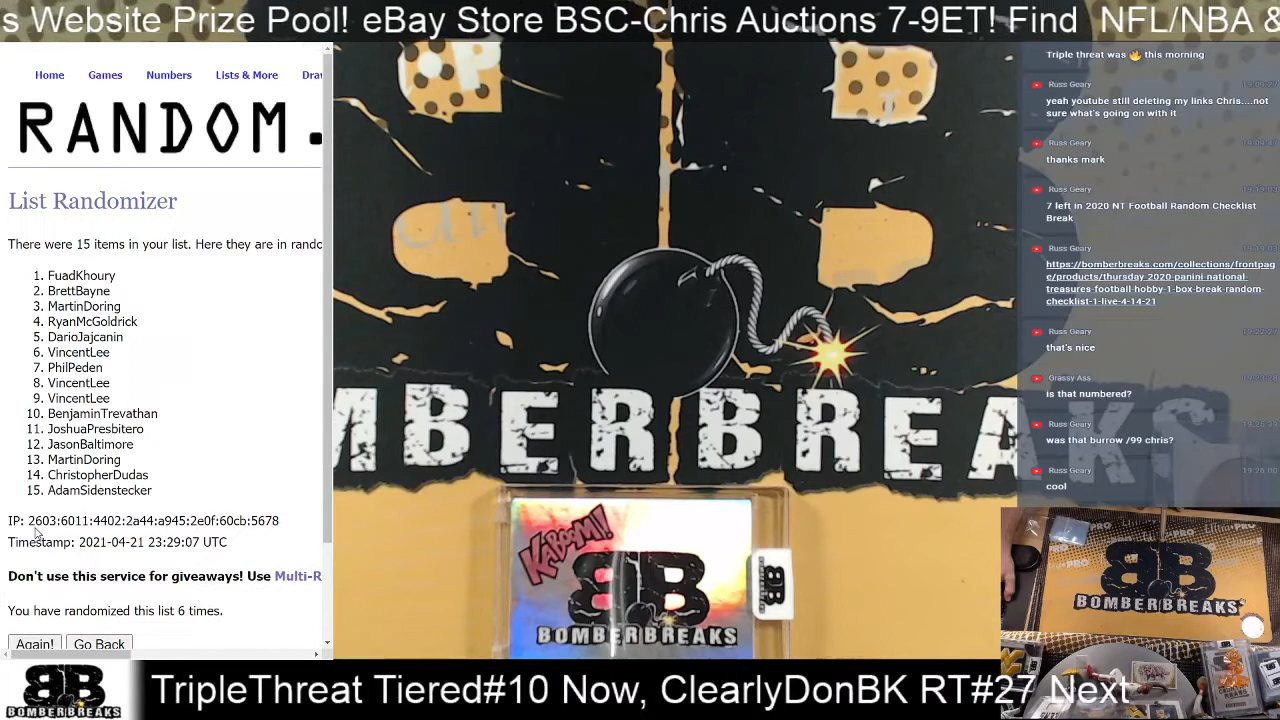 s Website Prize Pool! eBay Store BSC-Chris Auctions 7-9ET! Find NFL/NBA &
Home Games Numbers Lists & More Dra
RANDOM.
List Randomizer
There were 15 items in your list. Here they are in rando
1. FuadKhoury
2. BrettBayne
3. MartinDoring
4. RyanMcGoldrick
5. DarioJajcanin
6. VincentLee
7. PhilPeden
8. VincentLee
9. VincentLee
10. BenjaminTrevathan
11. JoshuaPresbitero
12. JasonBaltimore
13. MartinDoring
14. ChristopherDudas
15. AdamSidenstecker
IP: 2603:6011:4402:2a44:a945:2e0f:60cb:5678
Timestamp: 2021-04-21 23:29:07 UTC
Don't use this service for giveaways! Use Multi-R
You have randomized this list 6 times.
Again! Go Back
MBERBREA
KABOOM!!
BB
BOMBERBREAKS
BB
Triple threat was 🔥 this morning
Russ Geary
yeah youtube still deleting my links Chris....not
sure what's going on with it
Russ Geary
thanks mark
Russ Geary
7 left in 2020 NT Football Random Checklist
Break
Russ Geary
https://bomberbreaks.com/collections/frontpag
e/products/thursday-2020-panini-national-
treasures-football-hobby-1-box-break-random-
checklist-1-live-4-14-21
Russ Geary
that's nice
Grassy Ass
is that numbered?
Russ Geary
was that burrow /99 chris?
Russ Geary
cool
BB
BOMBERBREAKS
BB
BOMBERBREAKS
TripleThreat Tiered#10 Now, ClearlyDonBK RT#27 Next